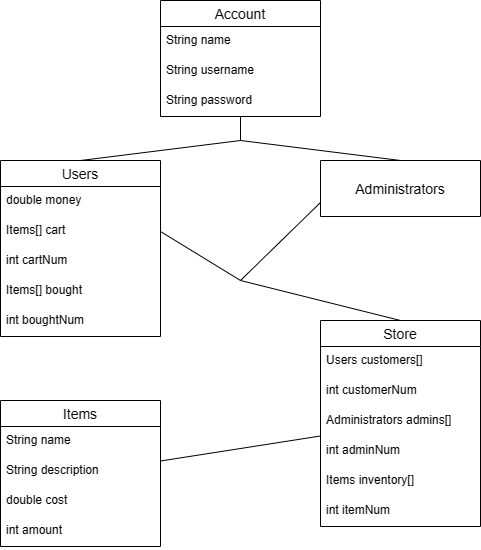 Account
String name
String username
String password
Users
double money
Items[] cart
int cartNum
Items[] bought
int boughtNum
Administrators
Store
Users customers[]
int customerNum
Administrators admins[]
int adminNum
Items inventory[]
int itemNum
Items
String name
String description
double cost
int amount